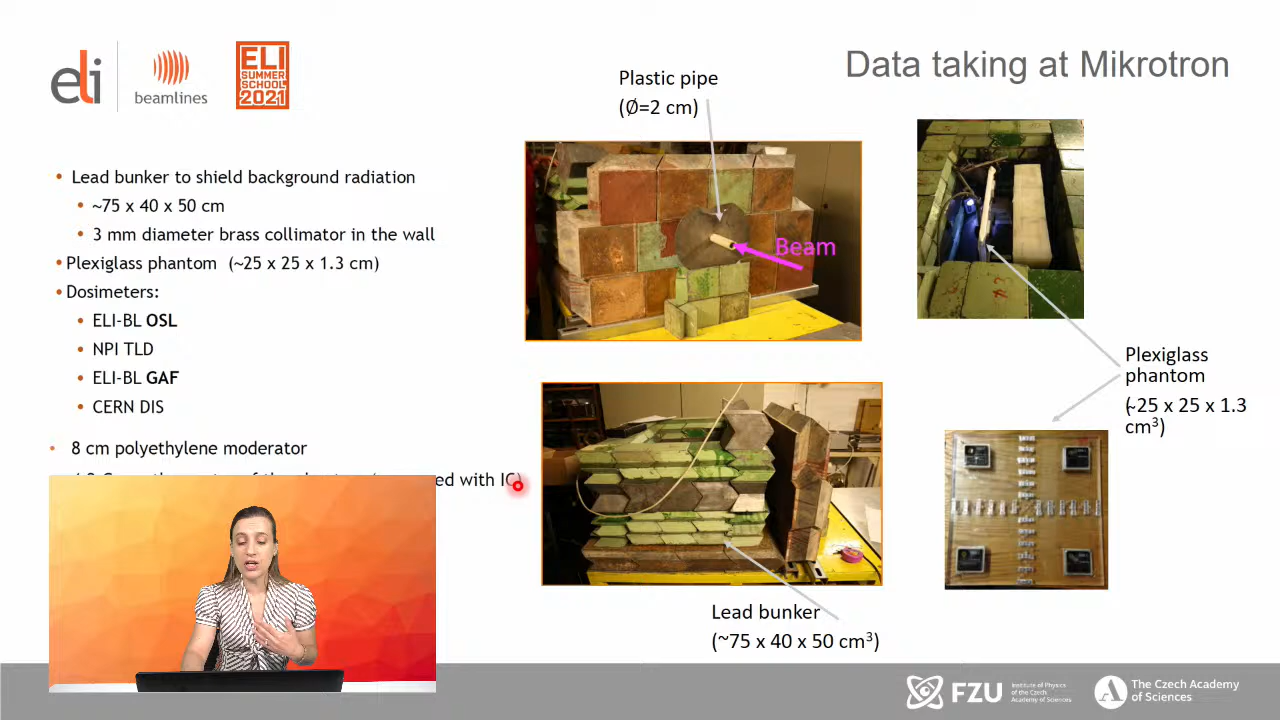 eli
beamlines
ELI
SUMMER
SCHOOL
2021
Data taking at Mikrotron
Plastic pipe
(Ø=2 cm)
• Lead bunker to shield background radiation
• ~75 x 40 x 50 cm
• 3 mm diameter brass collimator in the wall
• Plexiglass phantom (~25 x 25 x 1.3 cm)
• Dosimeters:
• ELI-BL OSL
• NPI TLD
• ELI-BL GAF
• CERN DIS
• 8 cm polyethylene moderator
with IC)
Beam
Plexiglass
phantom
(~25 x 25 x 1.3
cm³)
Lead bunker
(~75 x 40 x 50 cm³)
FZU
Institute of Physics
of the Czech
Academy of Sciences
The Czech Academy
of Sciences